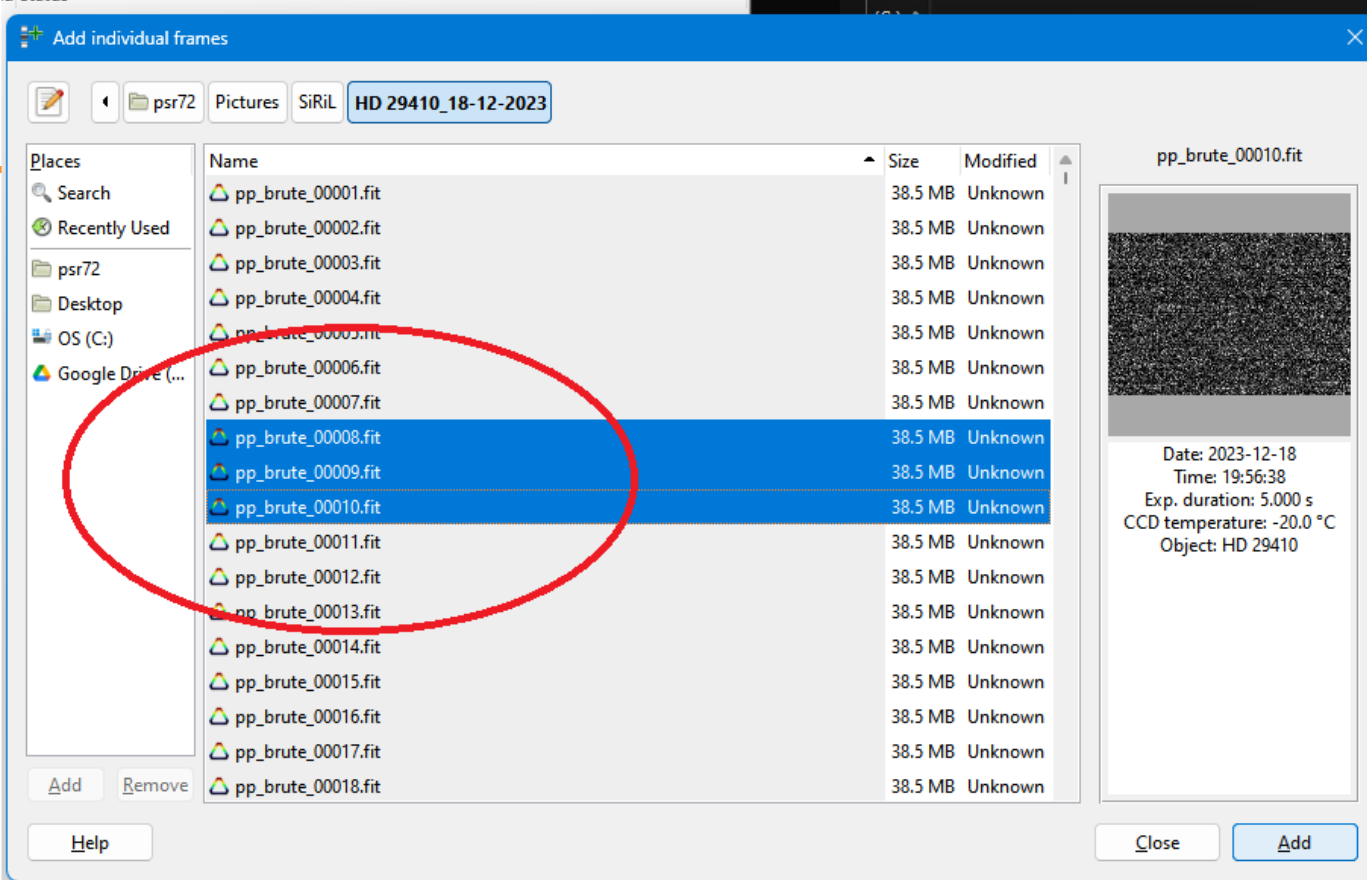 Add individual frames
psr72 Pictures SiRiL HD 29410_18-12-2023
Places
Search
Recently Used
psr72
Desktop
OS (C:)
Google Drive (...
Add Remove
Name Size Modified
pp_brute_00001.fit 38.5 MB Unknown
pp_brute_00002.fit 38.5 MB Unknown
pp_brute_00003.fit 38.5 MB Unknown
pp_brute_00004.fit 38.5 MB Unknown
pp_brute_00005.fit 38.5 MB Unknown
pp_brute_00006.fit 38.5 MB Unknown
pp_brute_00007.fit 38.5 MB Unknown
pp_brute_00008.fit 38.5 MB Unknown
pp_brute_00009.fit 38.5 MB Unknown
pp_brute_00010.fit 38.5 MB Unknown
pp_brute_00011.fit 38.5 MB Unknown
pp_brute_00012.fit 38.5 MB Unknown
pp_brute_00013.fit 38.5 MB Unknown
pp_brute_00014.fit 38.5 MB Unknown
pp_brute_00015.fit 38.5 MB Unknown
pp_brute_00016.fit 38.5 MB Unknown
pp_brute_00017.fit 38.5 MB Unknown
pp_brute_00018.fit 38.5 MB Unknown
pp_brute_00010.fit
Date: 2023-12-18
Time: 19:56:38
Exp. duration: 5.000 s
CCD temperature: -20.0 °C
Object: HD 29410
Help Close Add